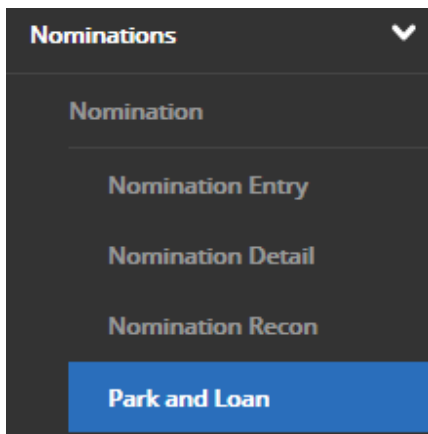 Nominations
Nomination
Nomination Entry
Nomination Detail
Nomination Recon
Park and Loan